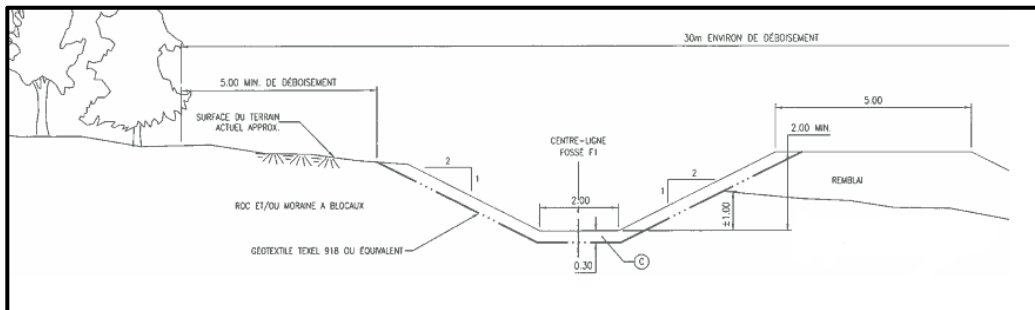 30m ENVIRON DE DÉBOISEMENT
5.00 MIN. DE DÉBOISEMENT
5.00
SURFACE DU TERRAIN
ACTUEL APPROX.
2.00 MIN.
CENTRE-LIGNE
FOSSÉ F1
2
1
2
1
REMBLAI
ROC ET/OU MORAINE A BLOCAUX
2.00
±1.00
GÉOTEXTILE TEXEL 918 OU ÉQUIVALENT
0.30
C